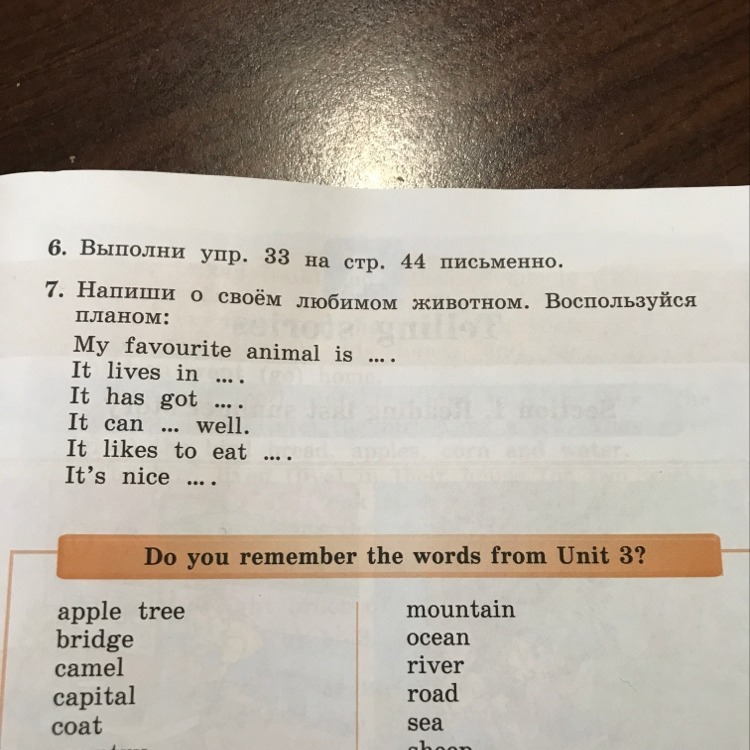 6. Выполни упр. 33 на стр. 44 письменно.
7. Напиши о своём любимом животном. Воспользуйся
планом:
My favourite animal is ... .
It lives in ... .
It has got ... .
It can ... well.
It likes to eat ... .
It's nice ... .
Do you remember the words from Unit 3?
apple tree
bridge
camel
capital
coat
mountain
ocean
river
road
sea
sheep